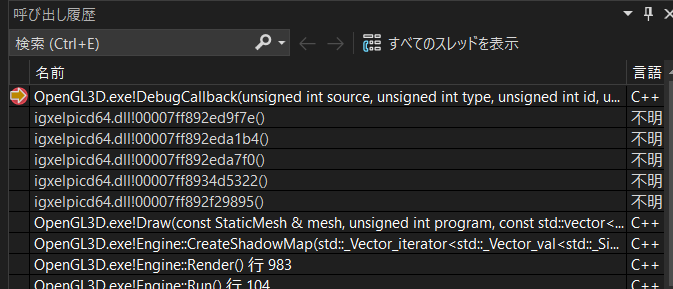 呼び出し履歴
検索 (Ctrl+E)
すべてのスレッドを表示
名前 言語
OpenGL3D.exe!DebugCallback(unsigned int source, unsigned int type, unsigned int id, u... C++
igxelpicd64.dll!00007ff892ed9f7e() 不明
igxelpicd64.dll!00007ff892eda1b4() 不明
igxelpicd64.dll!00007ff892eda7f0() 不明
igxelpicd64.dll!00007ff8934d5322() 不明
igxelpicd64.dll!00007ff892f29895() 不明
OpenGL3D.exe!Draw(const StaticMesh & mesh, unsigned int program, const std::vector<... C++
OpenGL3D.exe!Engine::CreateShadowMap(std::_Vector_iterator<std::_Vector_val<std::_Si... C++
OpenGL3D.exe!Engine::Render() 行 983 C++
OpenGL3D.exe!Engine::Run() 行 104 C++